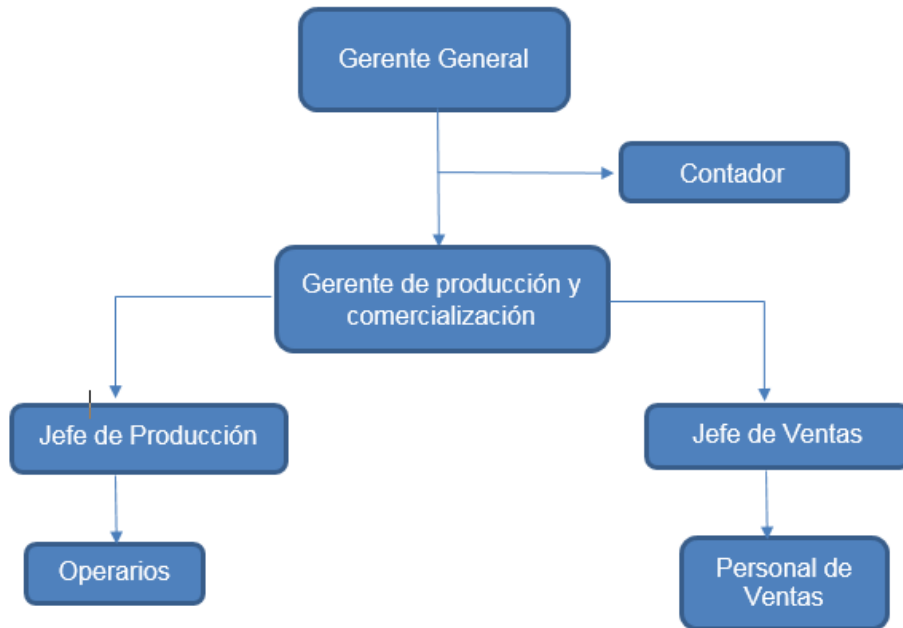 Gerente General
Contador
Gerente de producción y
comercialización
Jefe de Producción
Jefe de Ventas
Operarios
Personal de
Ventas